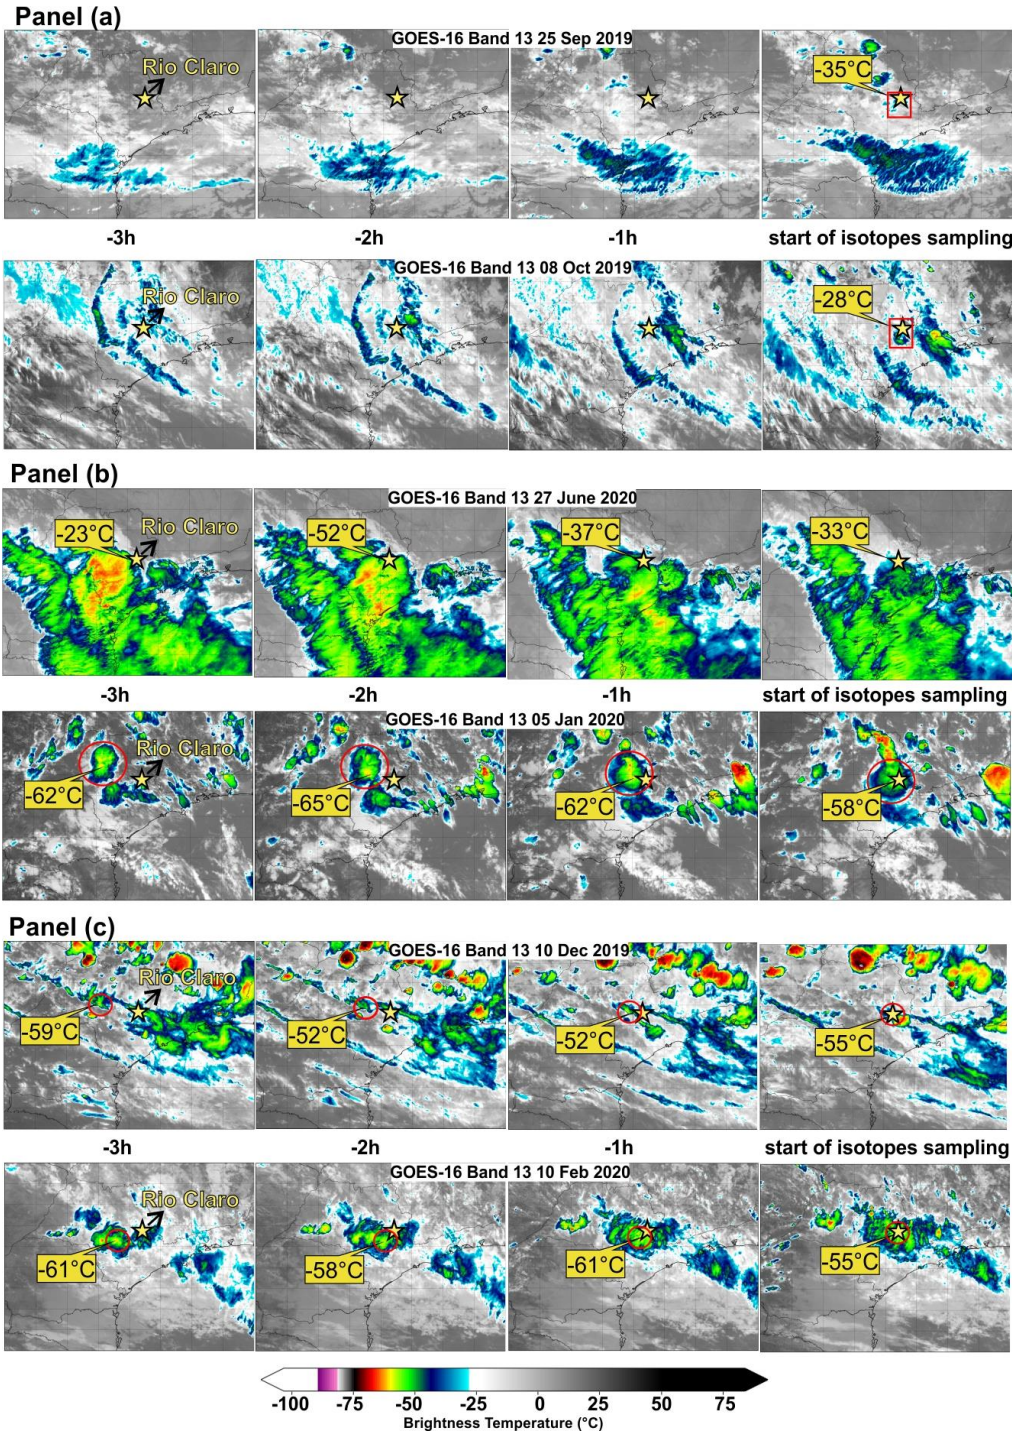 Panel (a)
GOES-16 Band 13 25 Sep 2019
Rio Claro
-35°C
-3h
-2h
-1h
start of isotopes sampling
GOES-16 Band 13 08 Oct 2019
Rio Claro
-28°C
Panel (b)
GOES-16 Band 13 27 June 2020
-23°C
Rio Claro
-52°C
-37°C
-33°C
-3h
-2h
-1h
start of isotopes sampling
GOES-16 Band 13 05 Jan 2020
Rio Claro
-62°C
-65°C
-62°C
-58°C
Panel (c)
GOES-16 Band 13 10 Dec 2019
Rio Claro
-59°C
-52°C
-52°C
-55°C
-3h
-2h
-1h
start of isotopes sampling
GOES-16 Band 13 10 Feb 2020
Rio Claro
-61°C
-58°C
-61°C
-55°C
-100 -75 -50 -25 0 25 50 75
Brightness Temperature (°C)